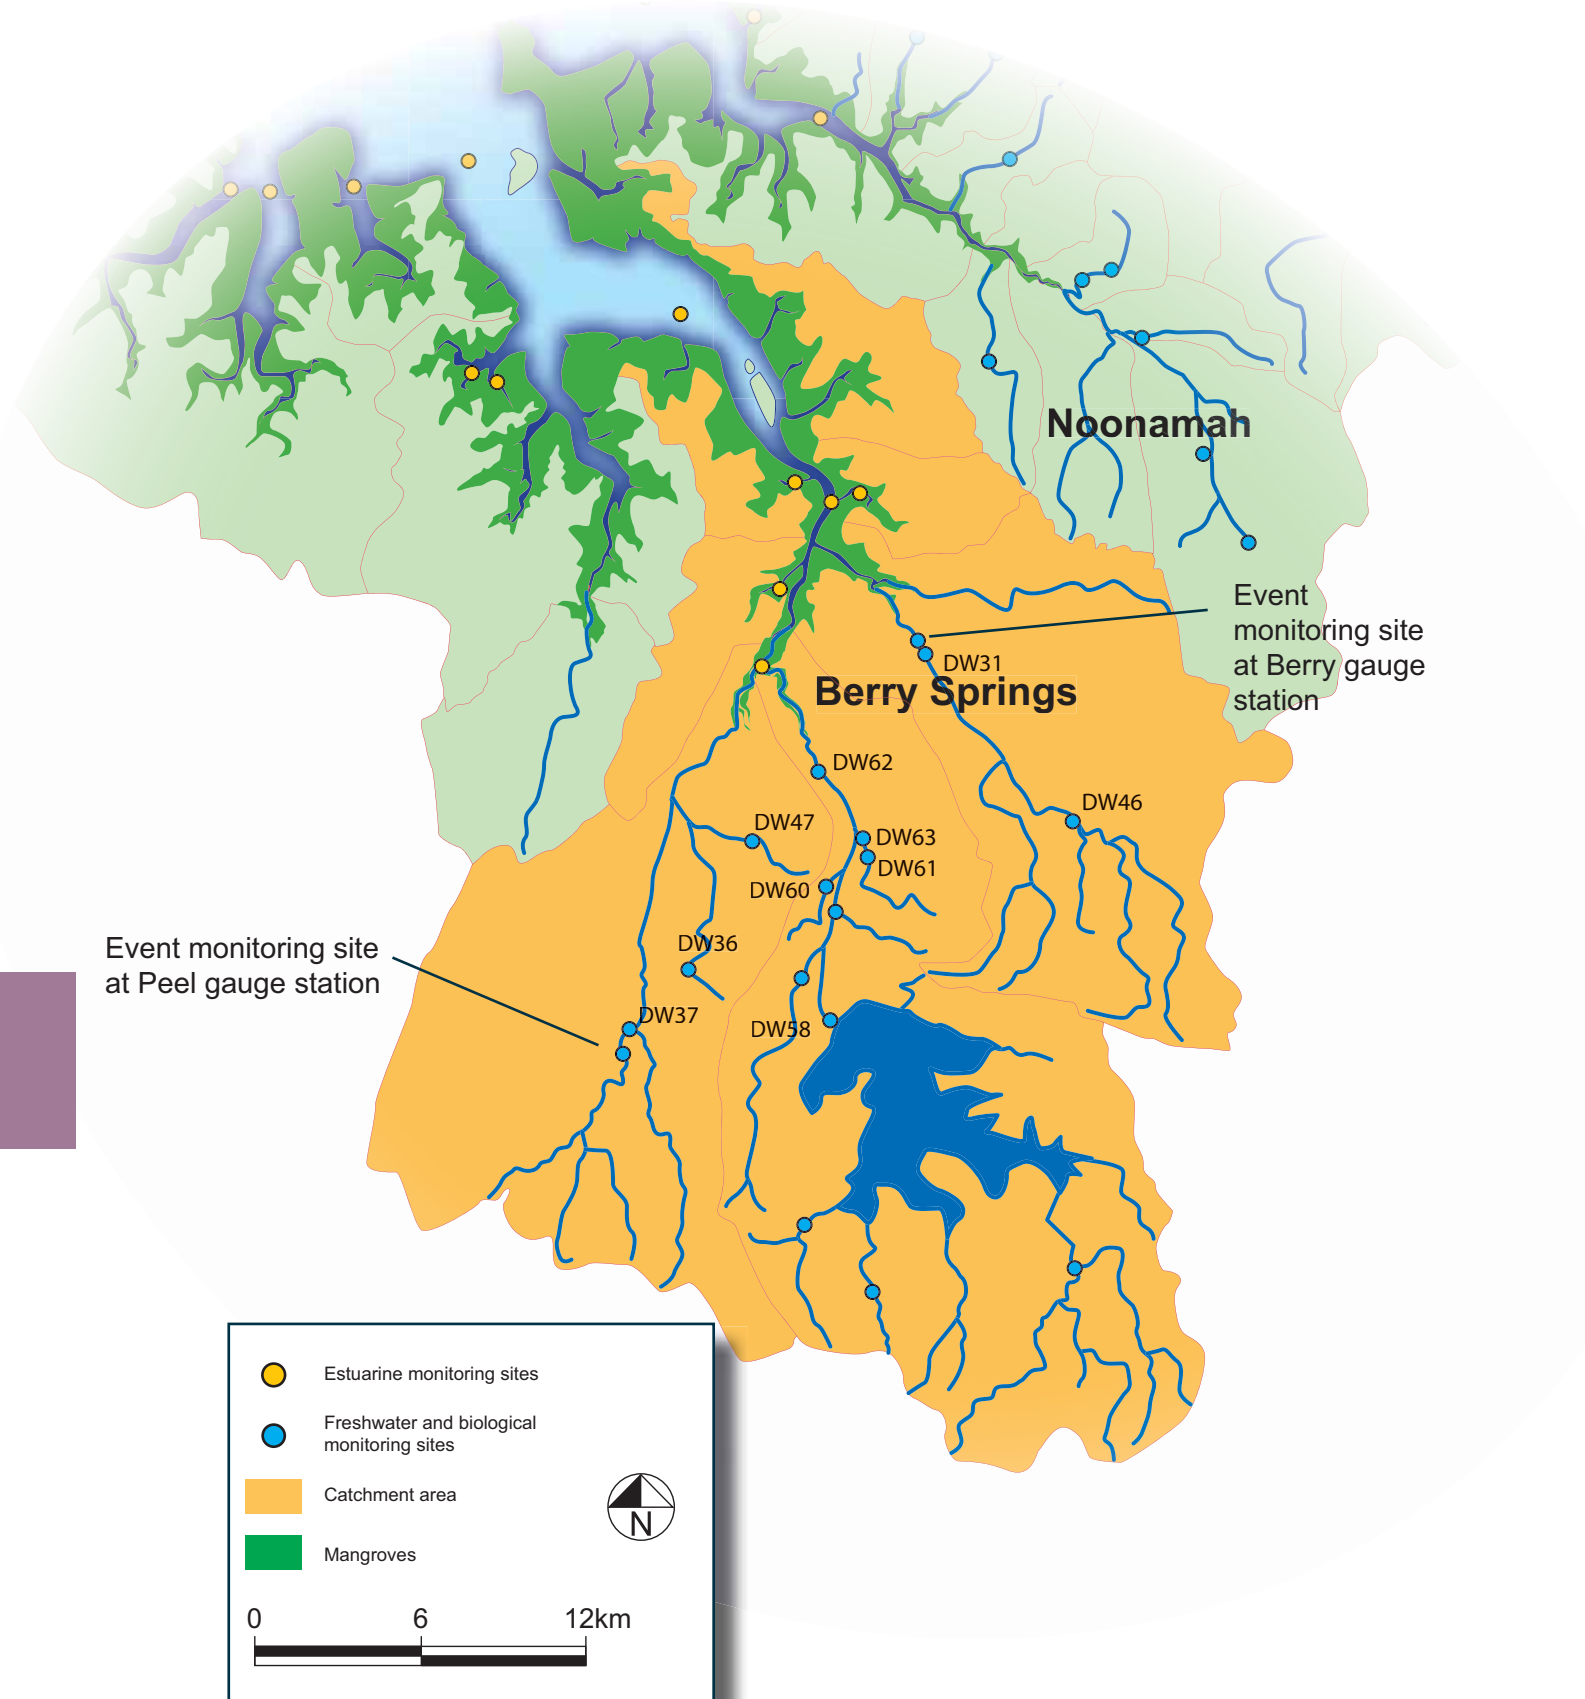 Noonamah
Event
monitoring site
at Berry gauge
station
DW31
Berry Springs
DW62
DW46
DW47
DW63
DW61
DW60
DW36
Event monitoring site
at Peel gauge station
DW37
DW58
Estuarine monitoring sites
Freshwater and biological
monitoring sites
Catchment area
N
Mangroves
0 6 12km